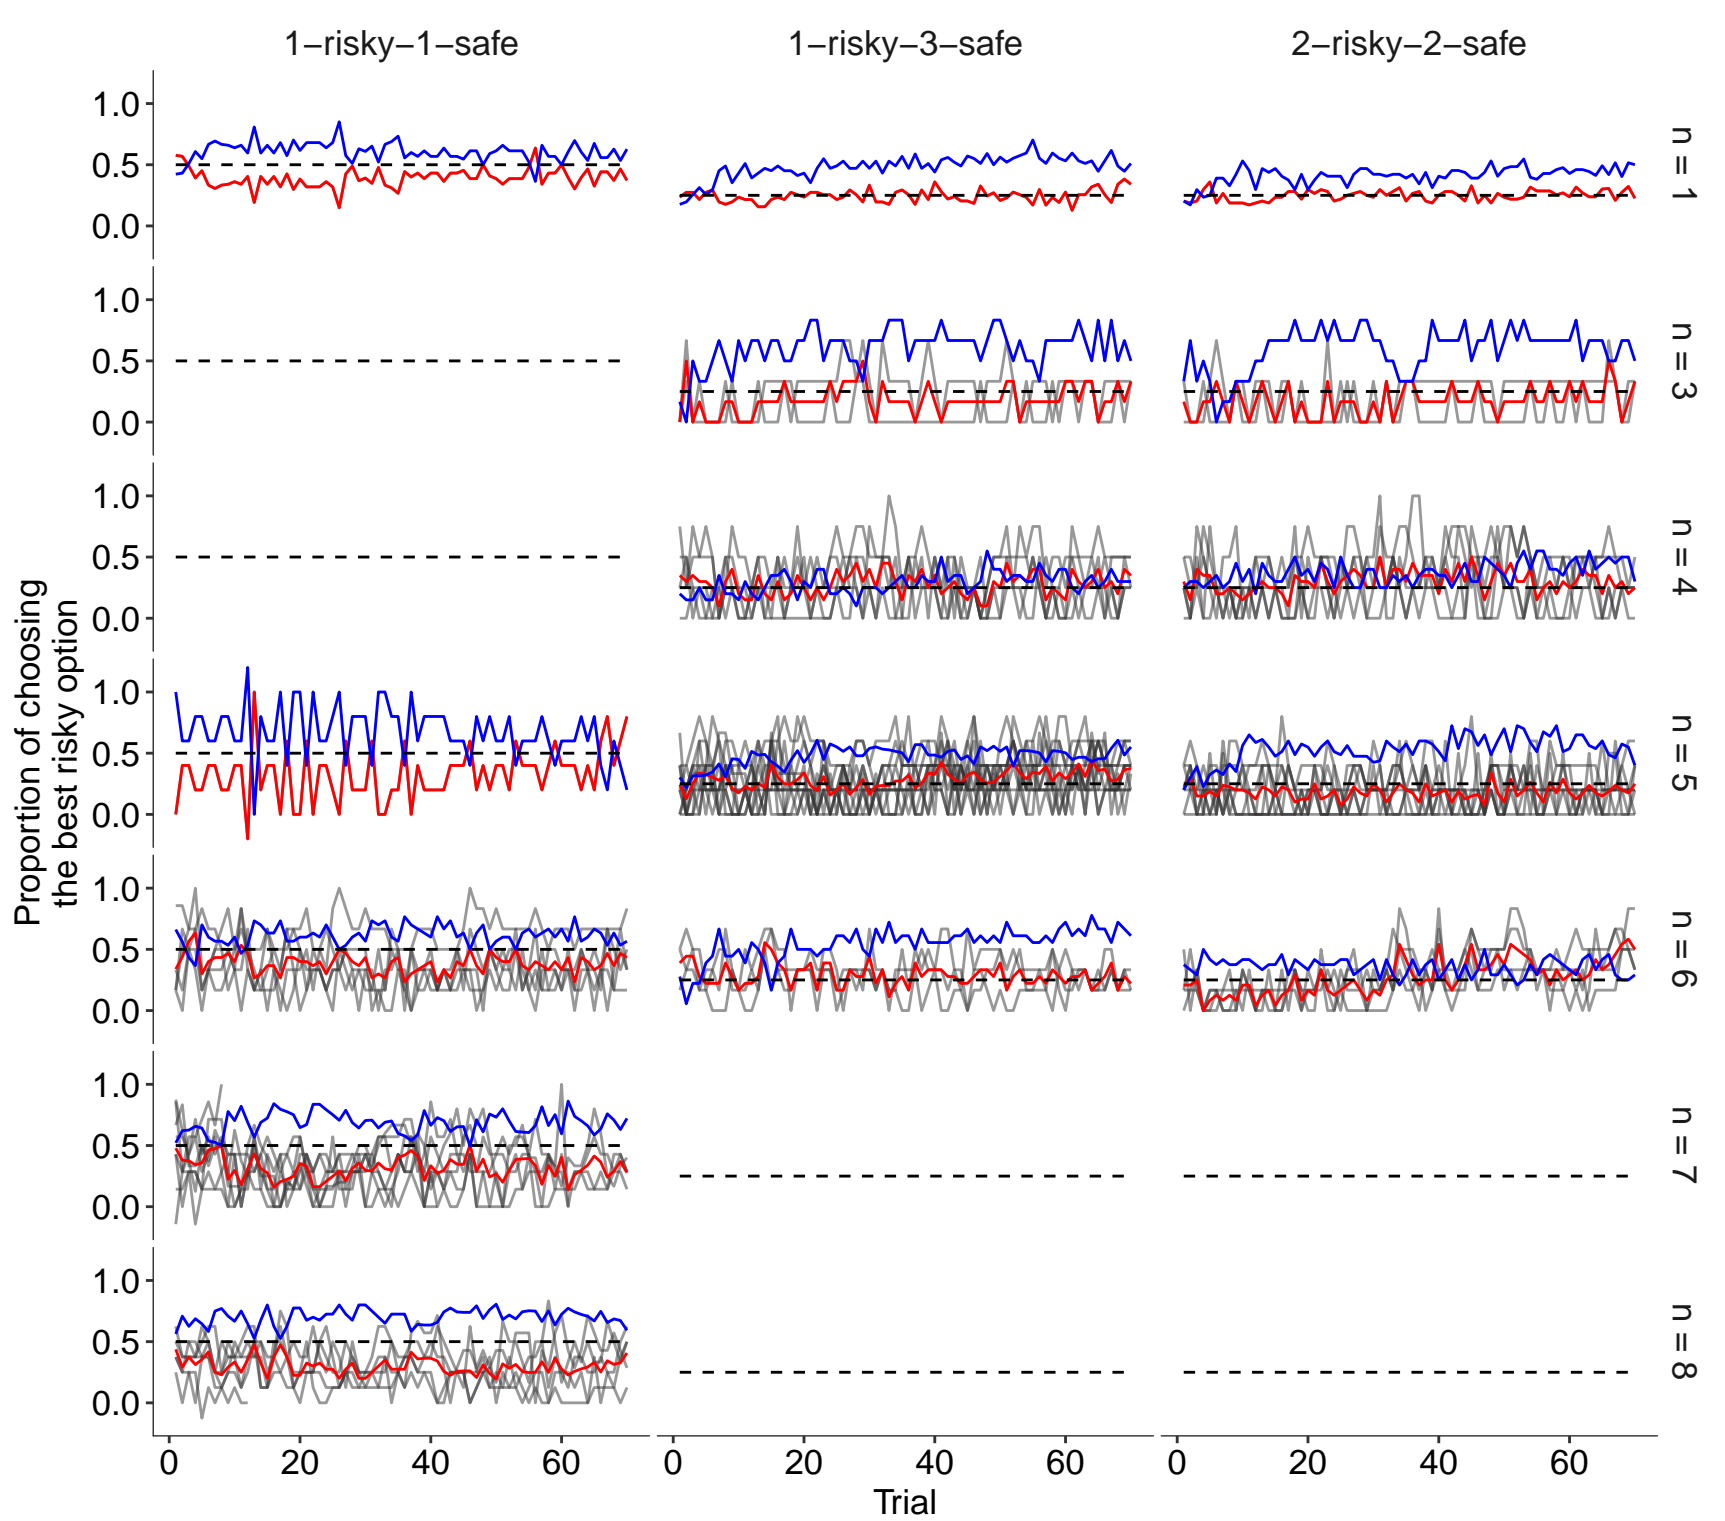 1−risky−1−safe
1−risky−3−safe
2−risky−2−safe
1.0
0.5
0.0
n = 1
1.0
0.5
0.0
n = 3
1.0
0.5
0.0
n = 4
1.0
0.5
0.0
n = 5
1.0
0.5
0.0
n = 6
1.0
0.5
0.0
n = 7
1.0
0.5
0.0
n = 8
Proportion of choosing
the best risky option
0 20 40 60
0 20 40 60
0 20 40 60
Trial